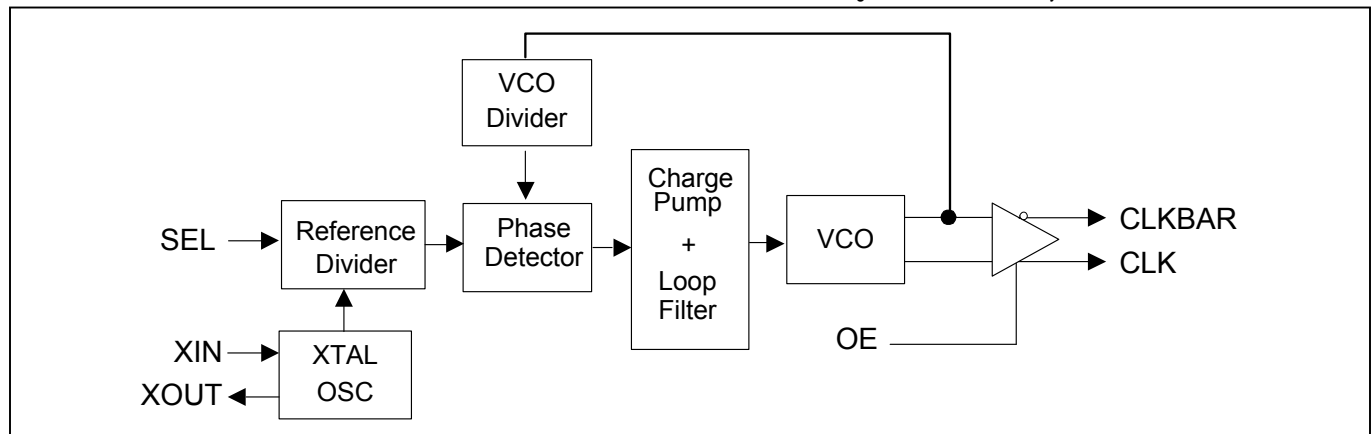 VCO
Divider
SEL
Reference
Divider
Phase
Detector
Charge
Pump
+
Loop
Filter
VCO
CLKBAR
CLK
OE
XIN
XOUT
XTAL
OSC